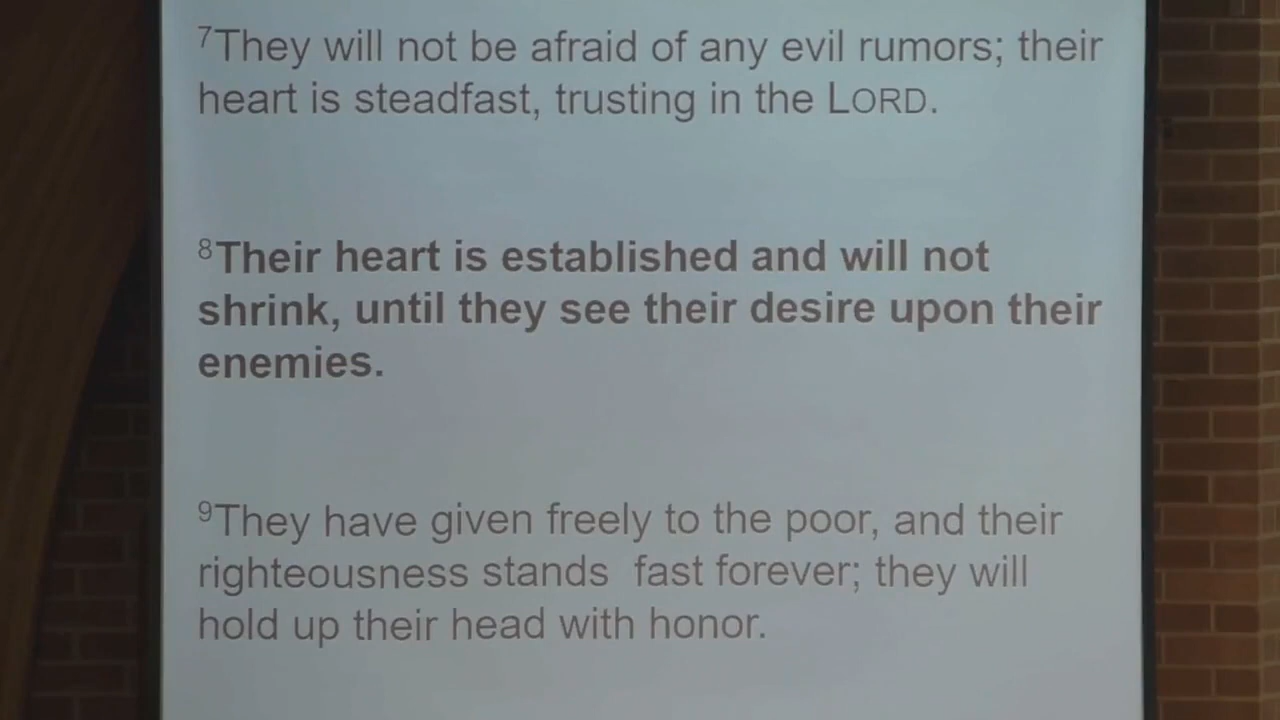 7They will not be afraid of any evil rumors; their
heart is steadfast, trusting in the LORD.
8Their heart is established and will not
shrink, until they see their desire upon their
enemies.
9They have given freely to the poor, and their
righteousness stands  fast forever; they will
hold up their head with honor.